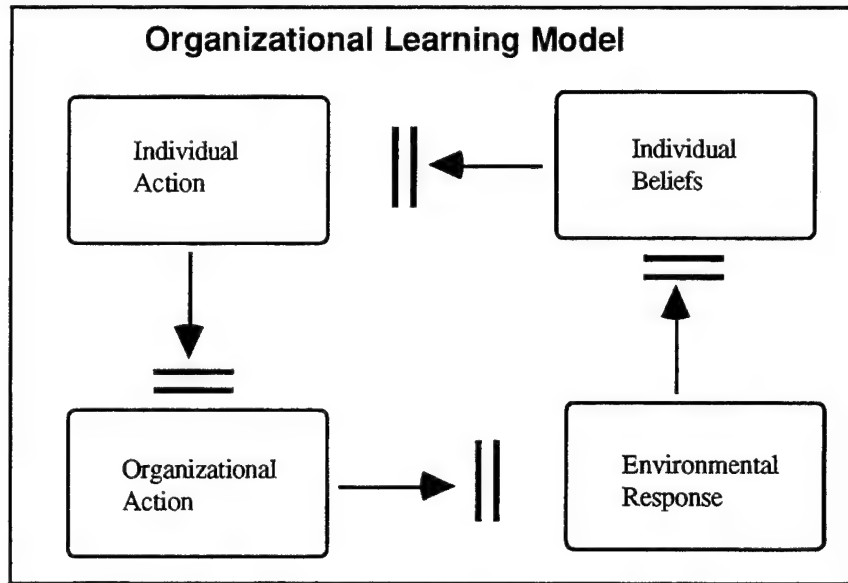 Organizational Learning Model
Individual
Action
Individual
Beliefs
Organizational
Action
Environmental
Response